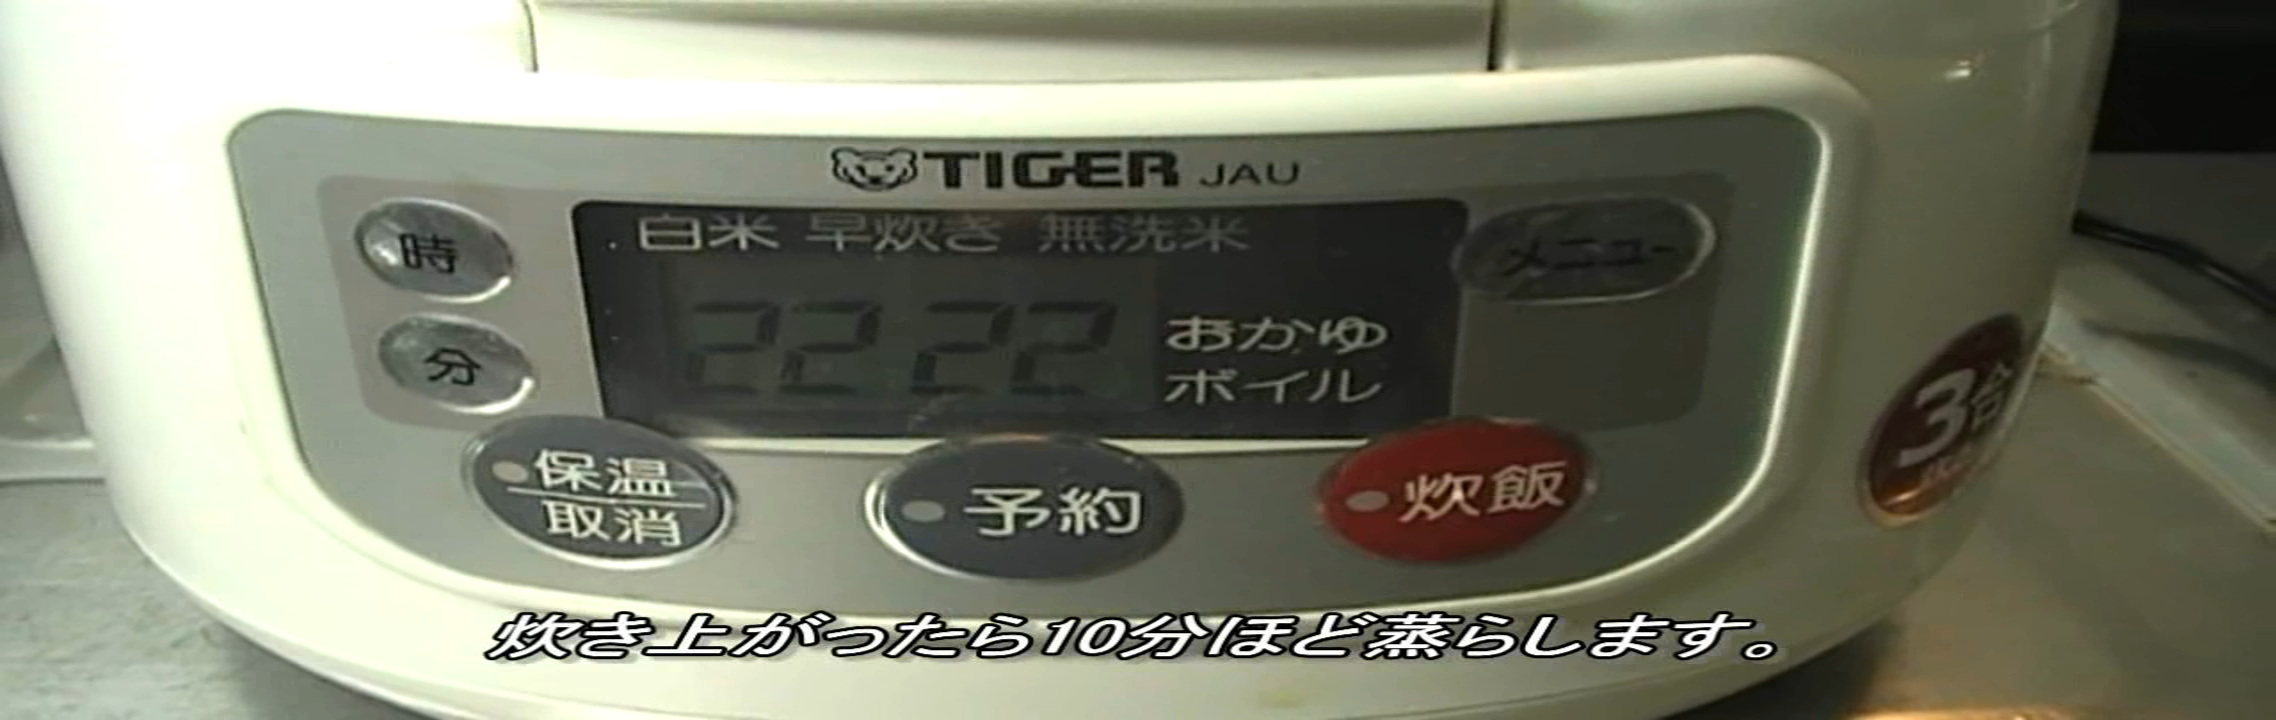 TIGER JAU
時
白米 早炊き 無洗米
メニュー
22 22
分
おかゆ
ボイル
保温
取消
予約
炊飯
3合
炊き上がったら10分ほど蒸らします。